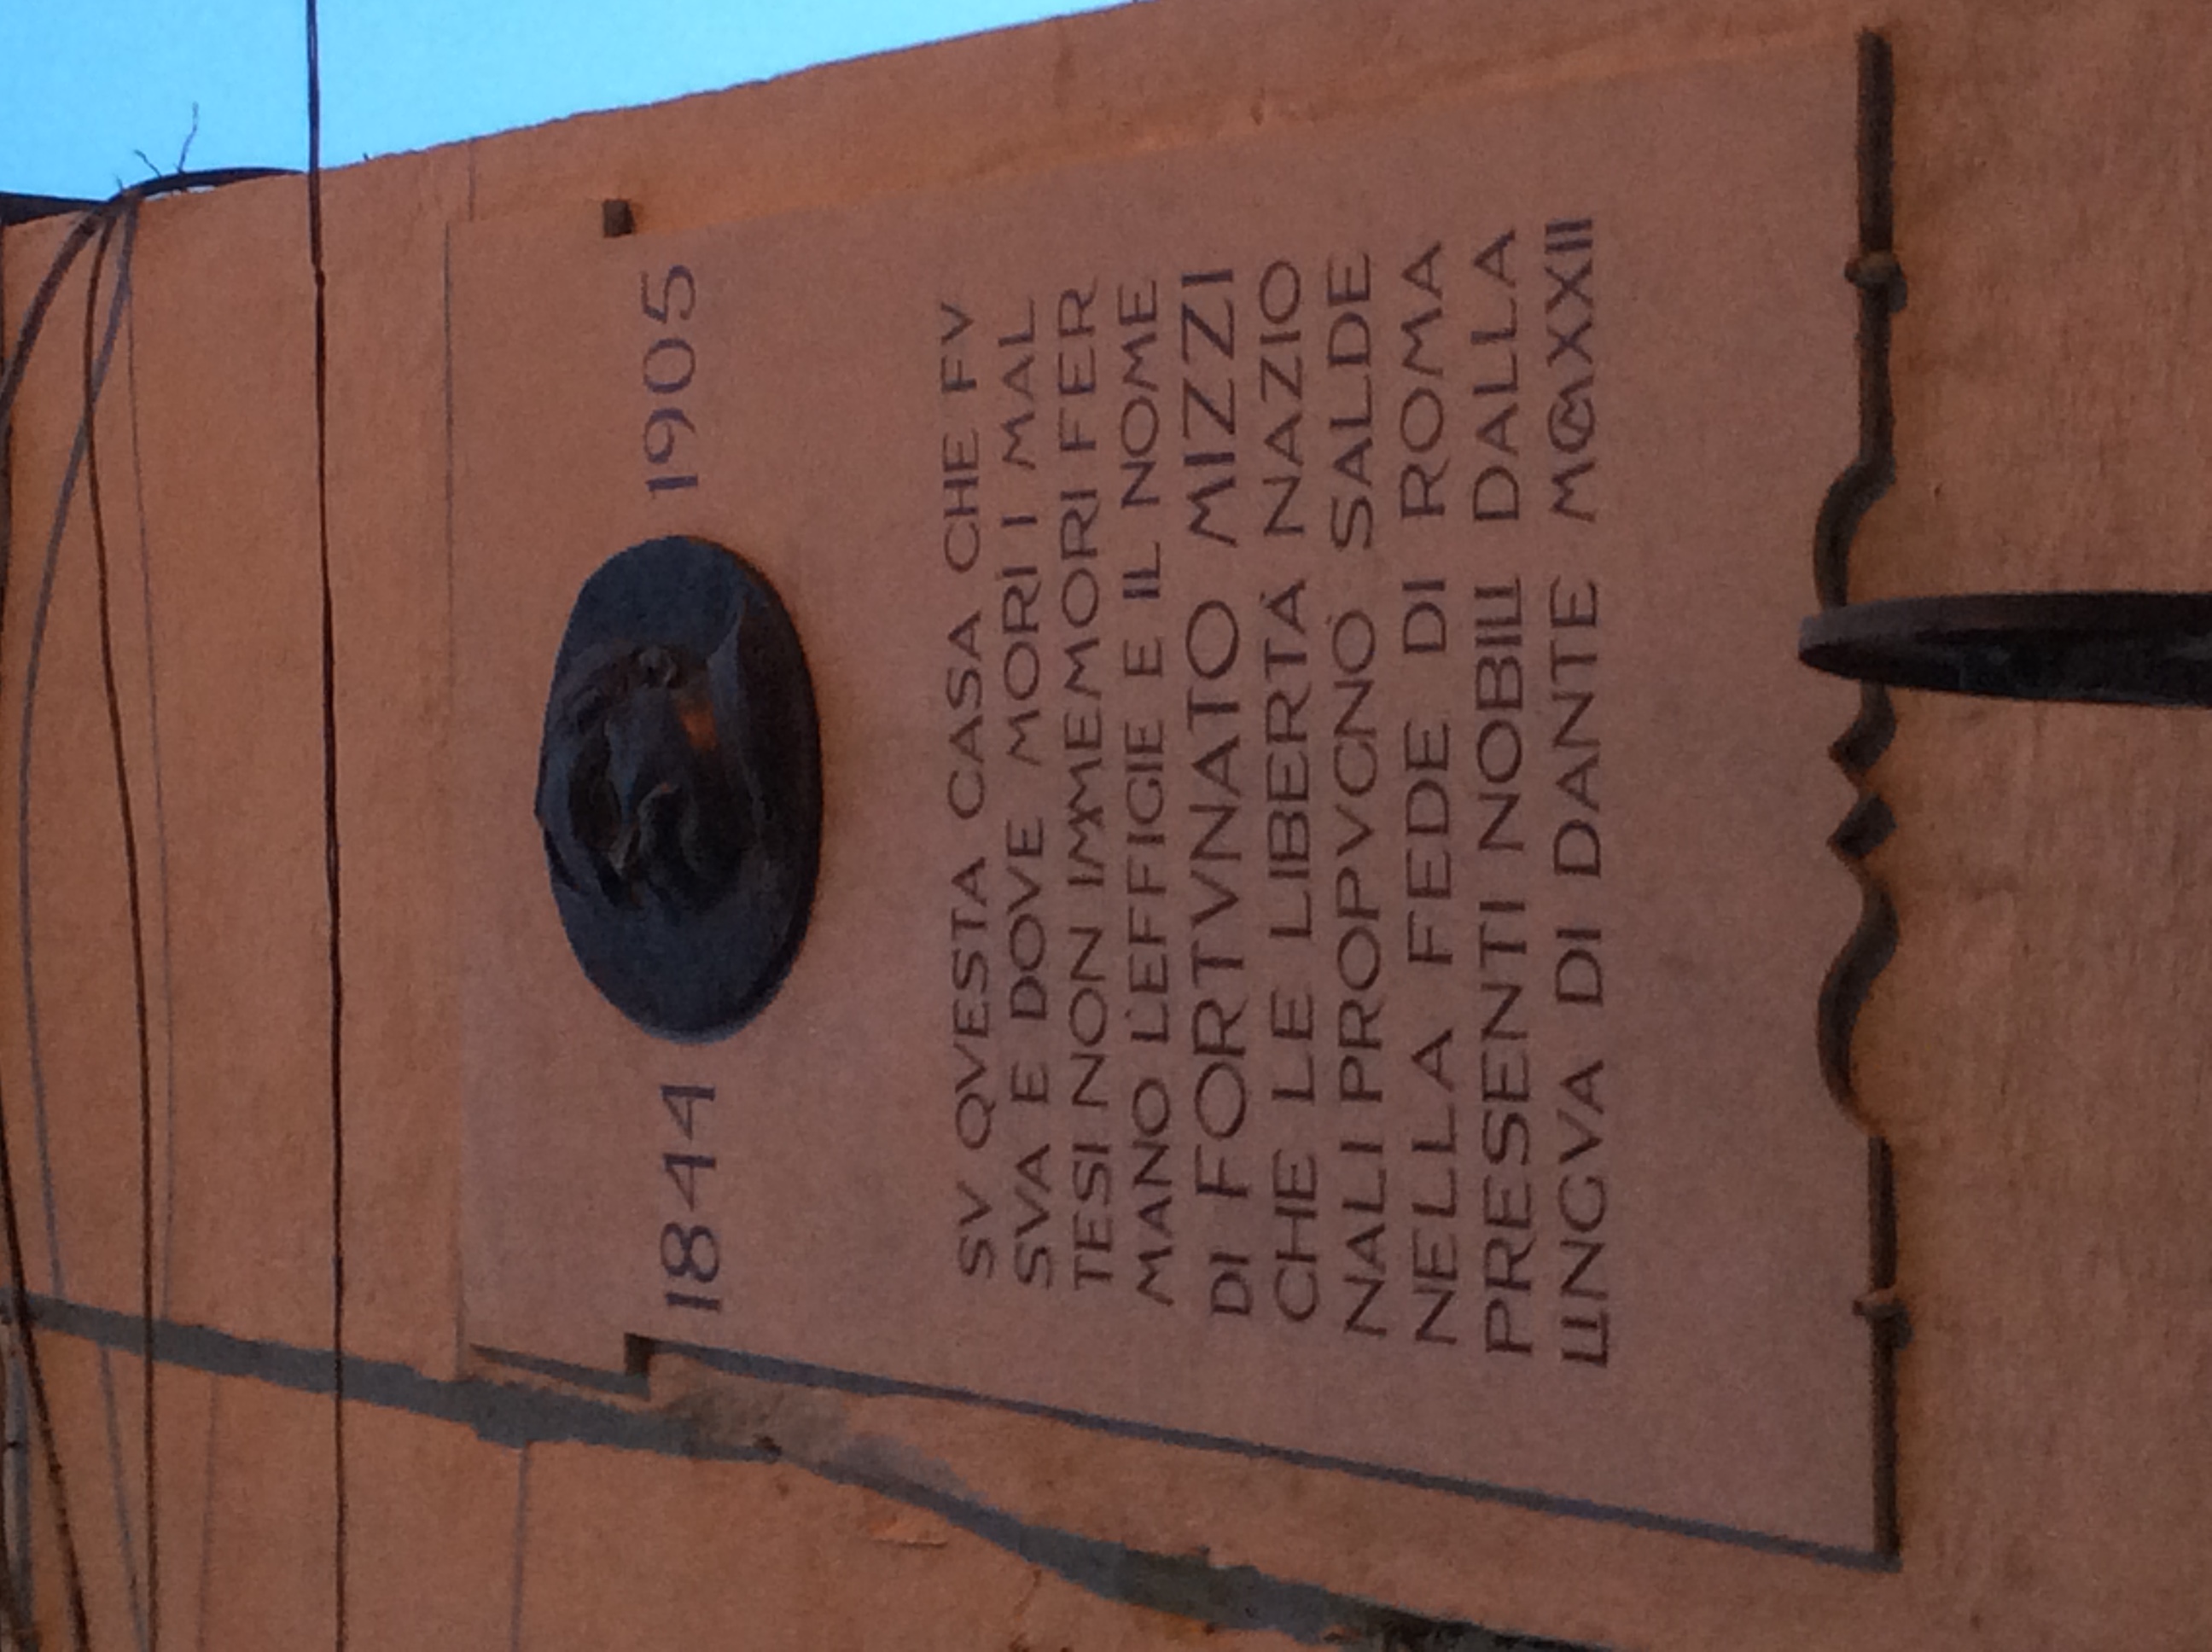 1844 1905
SV QVESTA CASA CHE FV
SVA E DOVE MORÌ I MAL
TESI NON IMMEMORI FER
MANO L'EFFIGIE E IL NOME
DI FORTVNATO MIZZI
CHE LE LIBERTÀ NAZIO
NALI PROPVGNÒ SALDE
NELLA FEDE DI ROMA
PRESENTI NOBILI DALLA
LINGVA DI DANTE MCMXXII